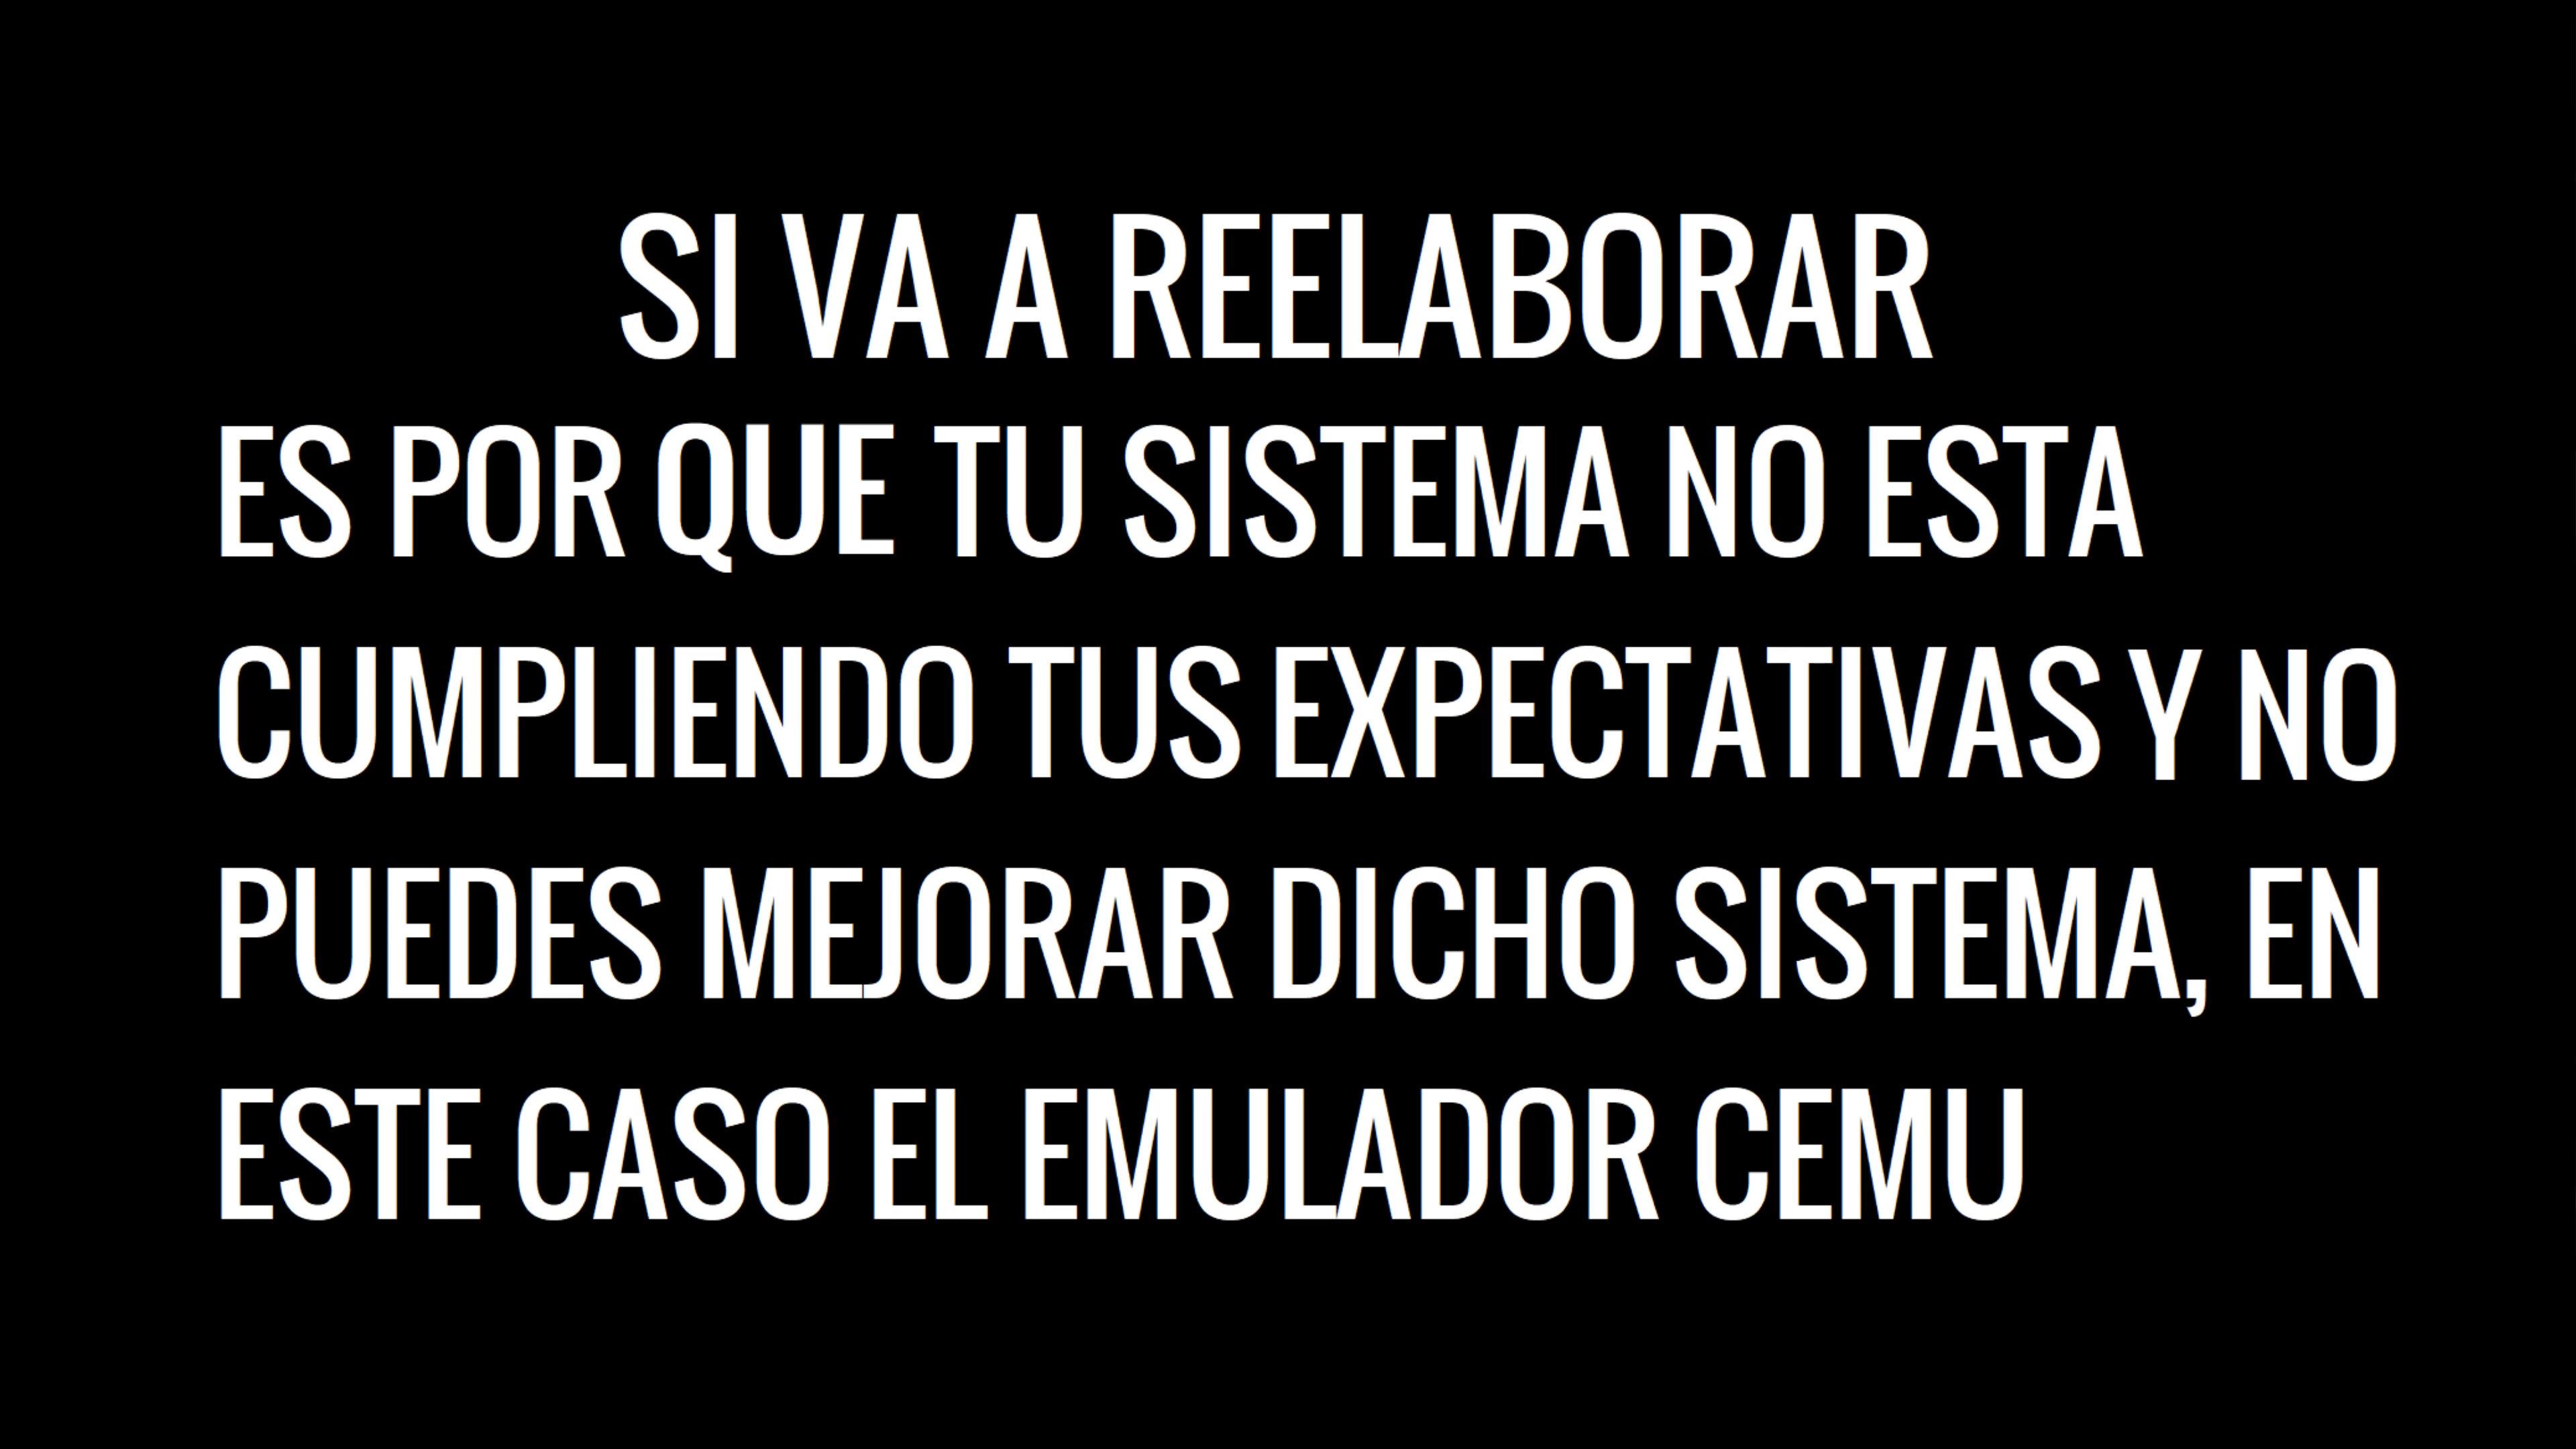 SI VA A REELABORAR
ES POR QUE TU SISTEMA NO ESTA
CUMPLIENDO TUS EXPECTATIVAS Y NO
PUEDES MEJORAR DICHO SISTEMA, EN
ESTE CASO EL EMULADOR CEMU